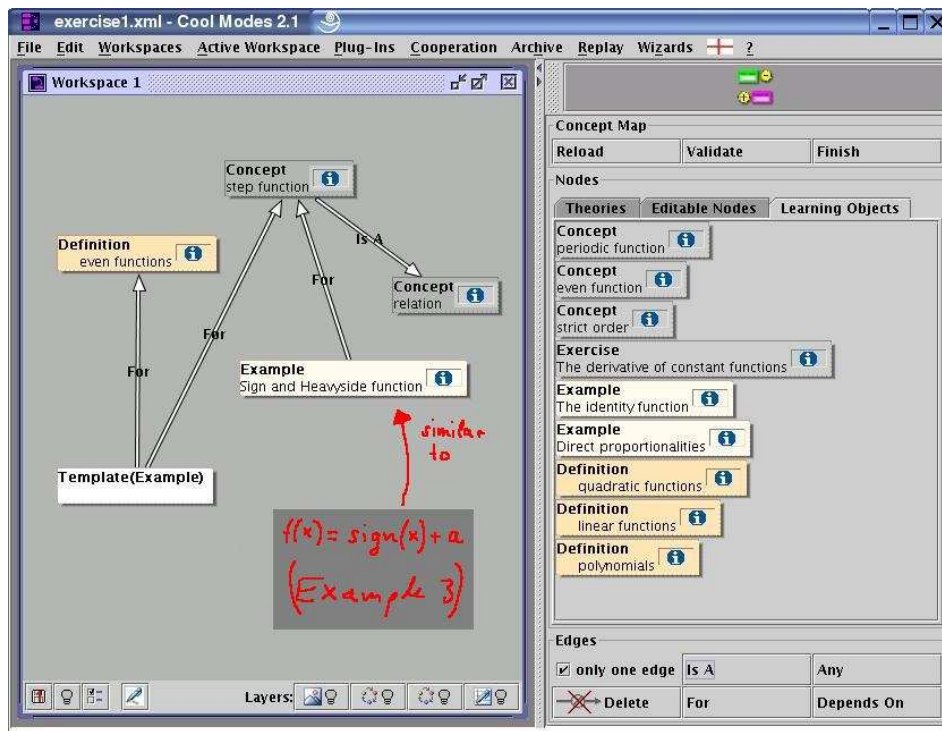 exercise1.xml - Cool Modes 2.1
File Edit Workspaces Active Workspace Plug-Ins Cooperation Archive Replay Wizards ?
Workspace 1
Concept
step function
Definition
even functions
Is A
Concept
relation
For
For
For
Example
Sign and Heavyside function
Template(Example)
similar
to
f(x) = sign(x) + a
(Example 3)
Layers:
Concept Map
Reload Validate Finish
Nodes
Theories Editable Nodes Learning Objects
Concept
periodic function
Concept
even function
Concept
strict order
Exercise
The derivative of constant functions
Example
The identity function
Example
Direct proportionalities
Definition
quadratic functions
Definition
linear functions
Definition
polynomials
Edges
only one edge Is A Any
Delete For Depends On